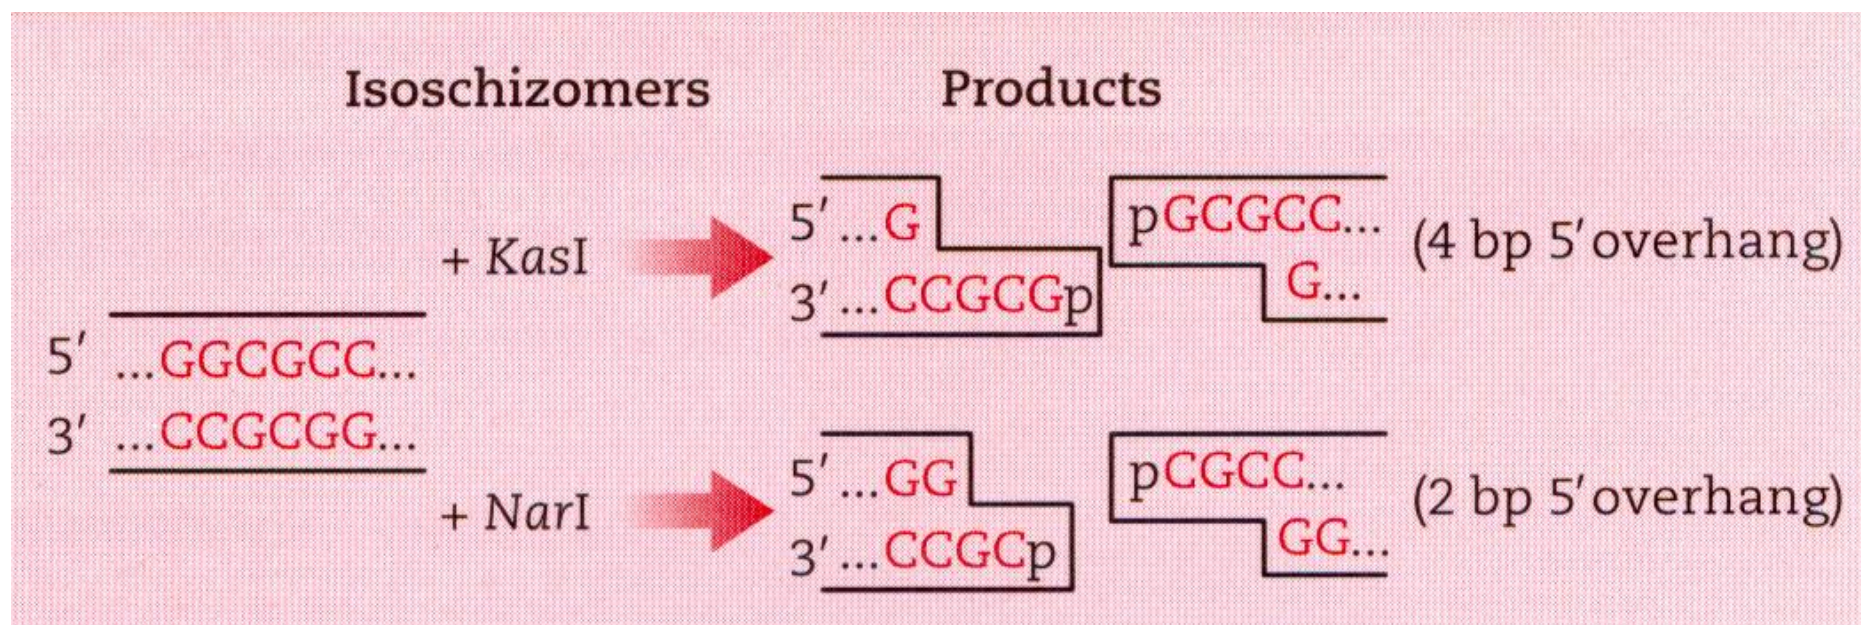 Isoschizomers Products
5′ ...GGCGCC...
3′ ...CCGCGG...
+ KasI
5′ ...G pGCGCC... (4 bp 5′overhang)
3′ ...CCGCGp G...
+ NarI
5′ ...GG pCGCC... (2 bp 5′overhang)
3′ ...CCGCp GG...